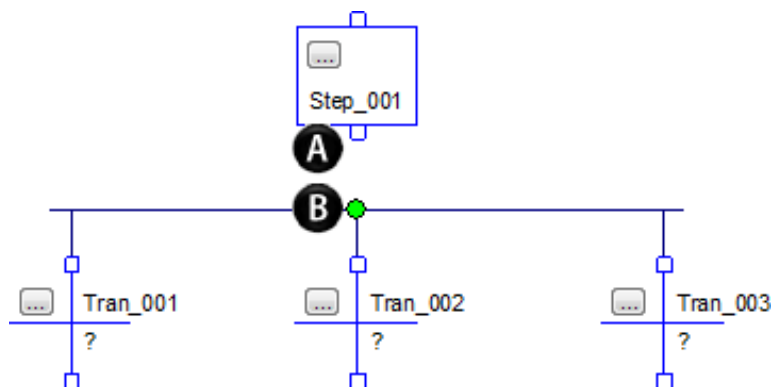 ...
Step_001
A
B
... Tran_001 ... Tran_002 ... Tran_003
? ? ?